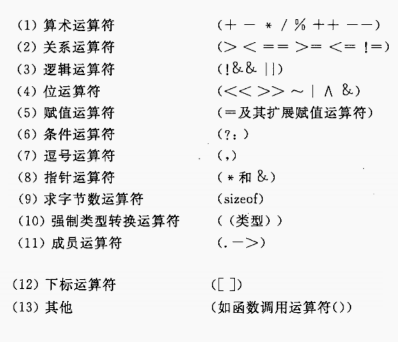 (1) 算术运算符 (+ - * / % ++ --)
(2) 关系运算符 (> < == >= <= !=)
(3) 逻辑运算符 (!&& ||)
(4) 位运算符 (<< >> ~ | ∧ &)
(5) 赋值运算符 (=及其扩展赋值运算符)
(6) 条件运算符 (?:)
(7) 逗号运算符 (,)
(8) 指针运算符 (*和&)
(9) 求字节数运算符 (sizeof)
(10) 强制类型转换运算符 ((类型))
(11) 成员运算符 (.->)
(12) 下标运算符 ([ ])
(13) 其他 (如函数调用运算符())